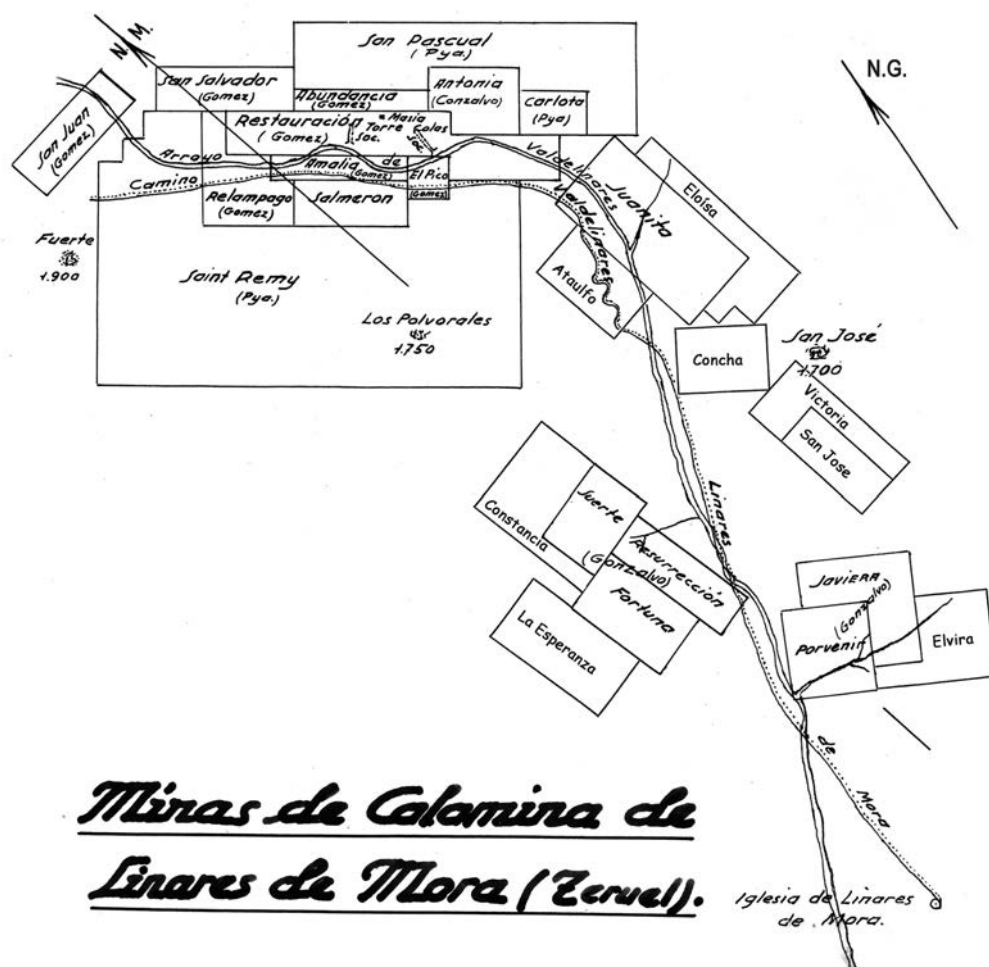 N. M.
San Pascual
(Pya.)
N.G.
San Salvador
(Gomez)
Abundancia
(Gomez)
Antonia
(Conzalvo)
Carlota
(Pya)
San Juan
(Gomez)
Restauración
(Gomez)
Masia
Torre Colas
Soc. Soc.
Arroyo de Valdelinares
Amalia
(Gomez)
El Pico
(Gomez)
Camino
Valdelinares
Juanita
Eloísa
Relampago
(Gomez)
Salmeron
Fuerte
1.900
Saint Remy
(Pya.)
Ataulfo
Los Polvorales
1.750
Concha
San José
1.700
Victoria
San Jose
Constancia
Suerte
Resurrección
(Gonzalvo)
Fortuna
La Esperanza
Linares
Javiera
(Gonzalvo)
Porvenir
Elvira
de
Mora
Minas de Calamina de
Linares de Mora (Teruel).
Iglesia de Linares
de Mora.